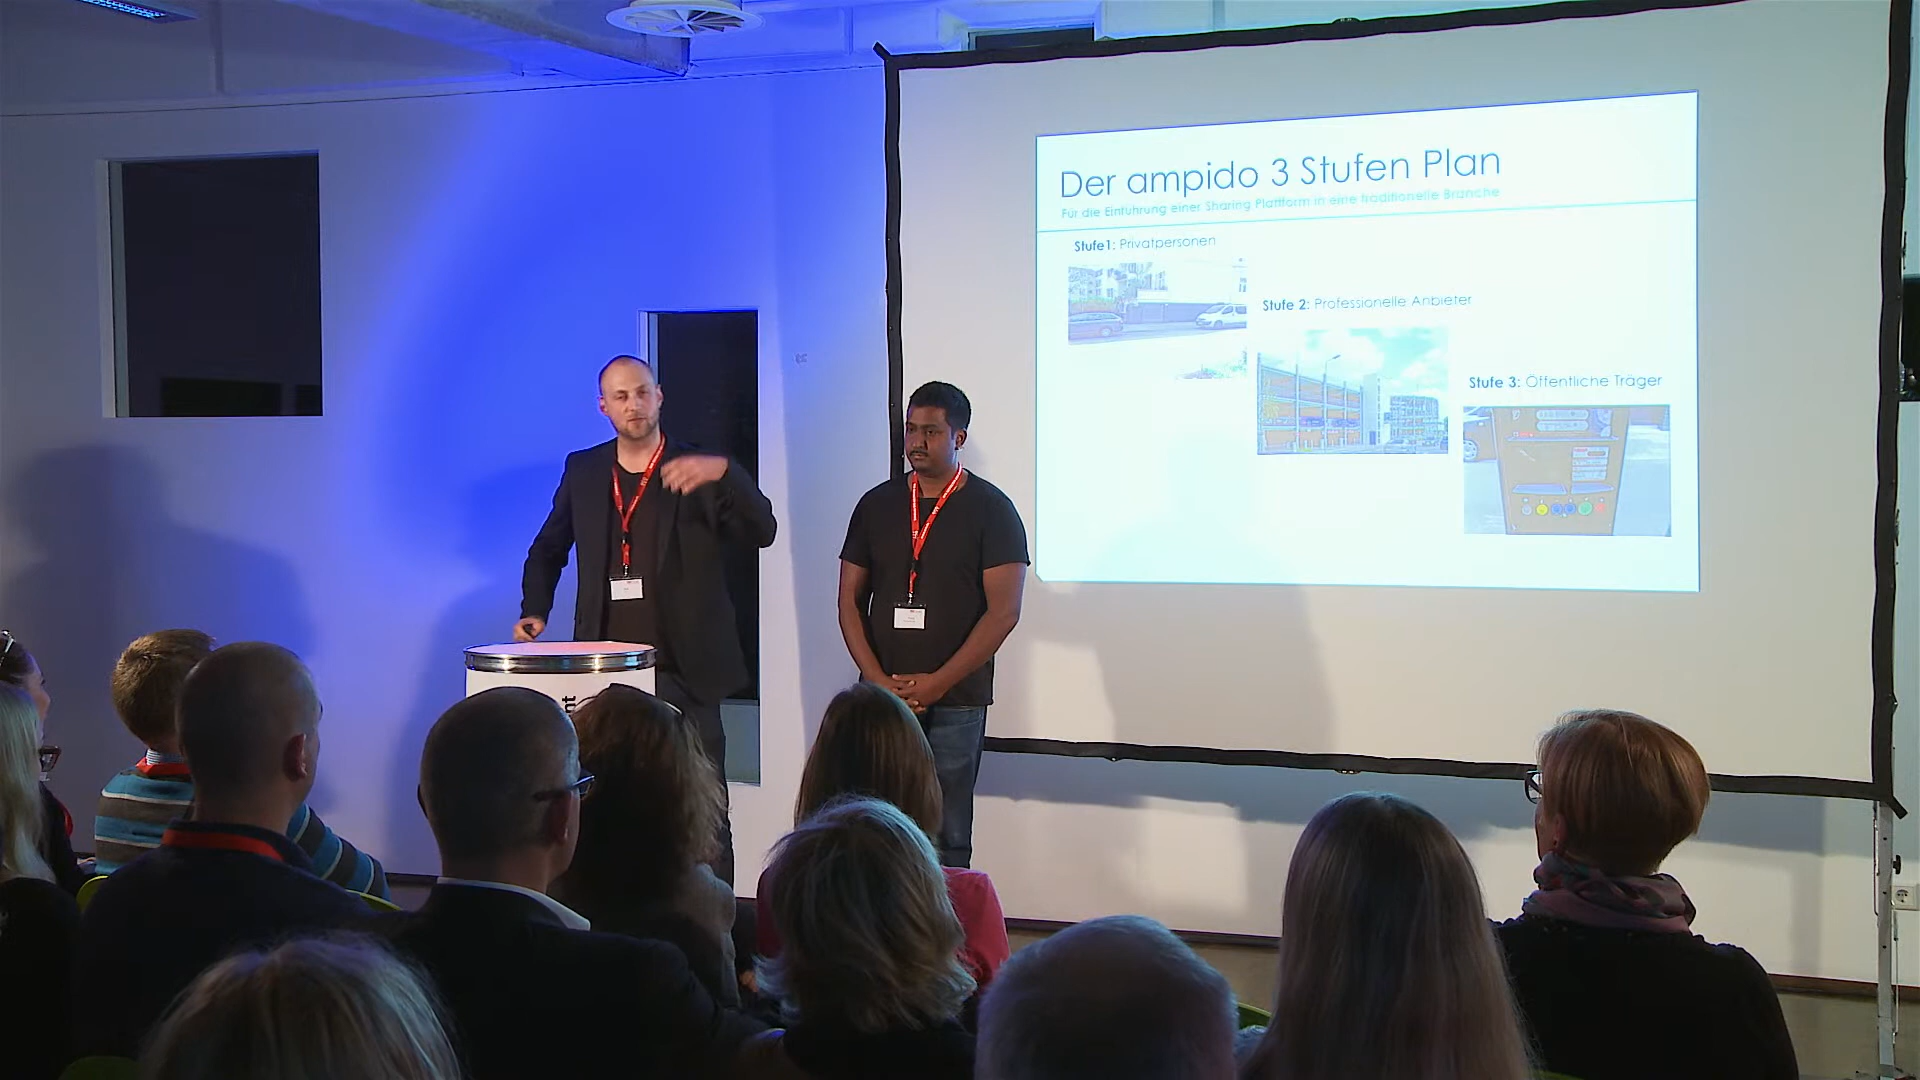 Der ampido 3 Stufen Plan
Für die Einführung einer Sharing Plattform in eine traditionelle Branche
Stufe1: Privatpersonen
Stufe 2: Professionelle Anbieter
Stufe 3: Öffentliche Träger
nt